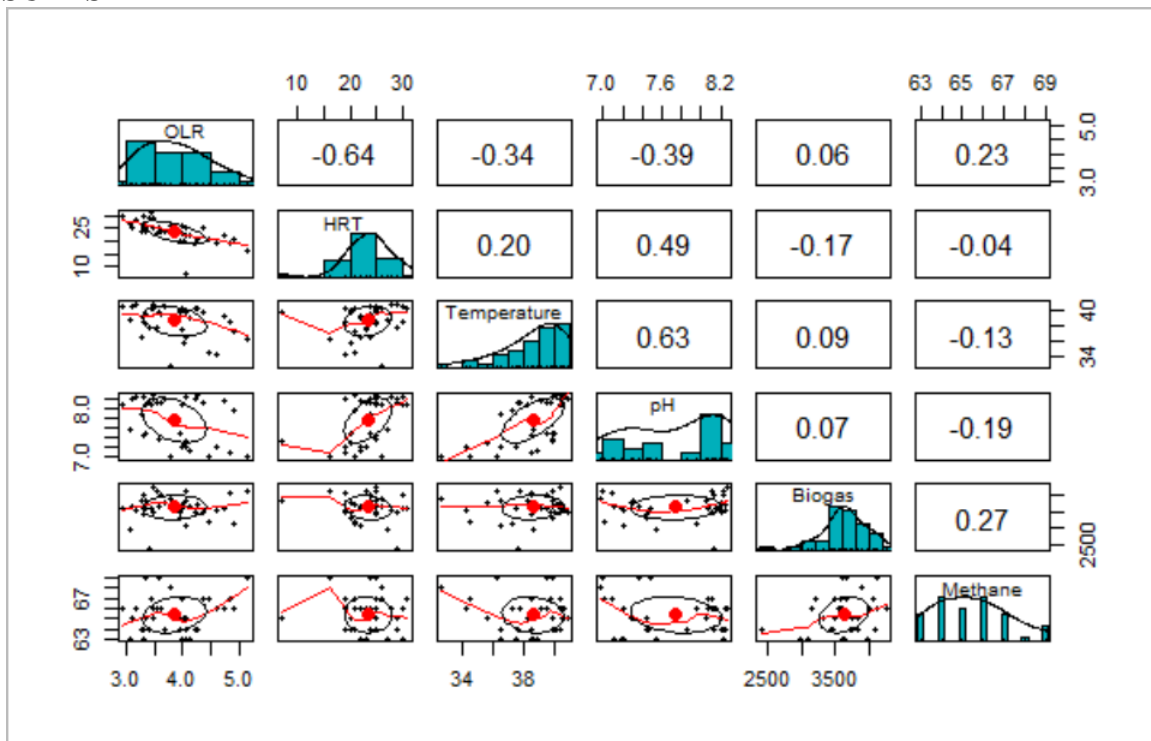 10 20 30 7.0 7.6 8.2 63 65 67 69
OLR -0.64 -0.34 -0.39 0.06 0.23 3.0 5.0
10 25 HRT 0.20 0.49 -0.17 -0.04
Temperature 0.63 0.09 -0.13 34 40
7.0 8.0 pH 0.07 -0.19
Biogas 0.27 2500
63 67 Methane
3.0 4.0 5.0 34 38 2500 3500